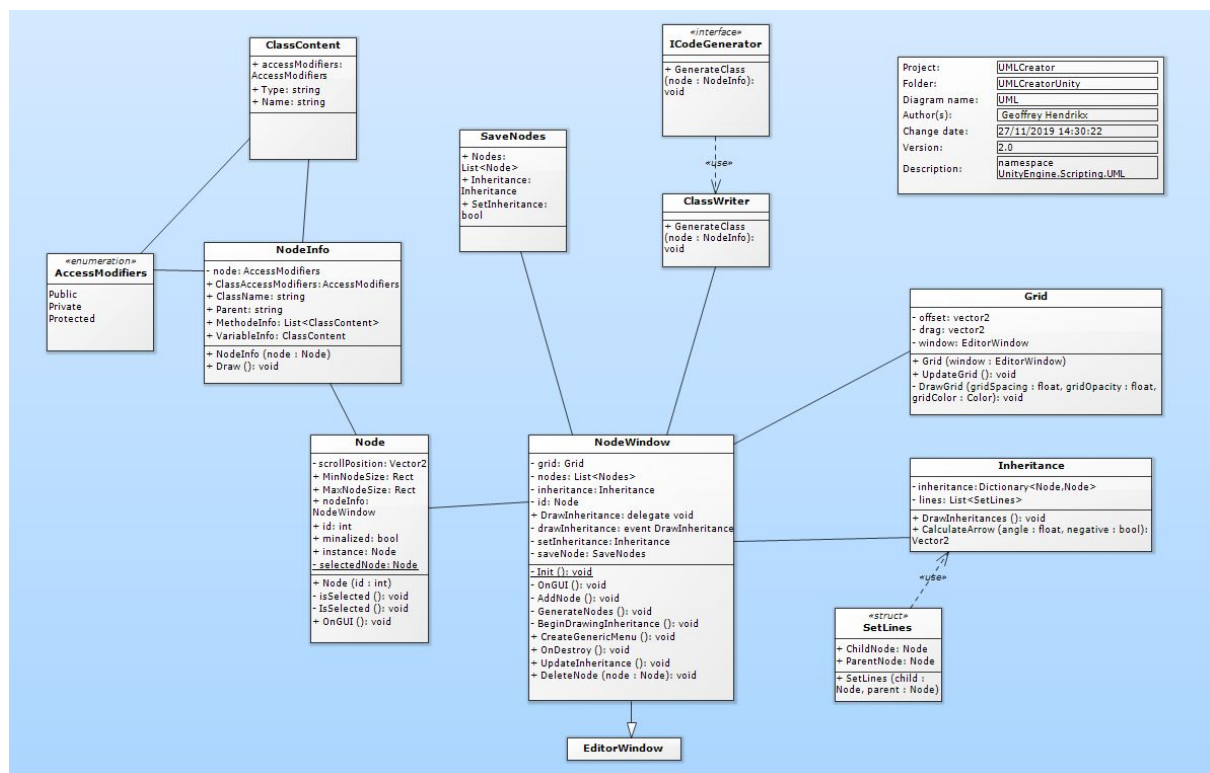 ClassContent
+ accessModifiers:
AccessModifiers
+ Type: string
+ Name: string
«interface»
ICodeGenerator
+ GenerateClass
(node : NodeInfo):
void
Project: UMLCreator
Folder: UMLCreatorUnity
Diagram name: UML
Author(s): Geoffrey Hendrikx
Change date: 27/11/2019 14:30:22
Version: 2.0
Description: namespace
UnityEngine.Scripting.UML
SaveNodes
+ Nodes:
List<Node>
+ Inheritance:
Inheritance
+ SetInheritance:
bool
«use»
ClassWriter
+ GenerateClass
(node : NodeInfo):
void
«enumeration»
AccessModifiers
Public
Private
Protected
NodeInfo
- node: AccessModifiers
+ ClassAccessModifiers: AccessModifiers
+ ClassName: string
+ Parent: string
+ MethodeInfo: List<ClassContent>
+ VariableInfo: ClassContent
+ NodeInfo (node : Node)
+ Draw (): void
Grid
- offset: vector2
- drag: vector2
- window: EditorWindow
+ Grid (window : EditorWindow)
+ UpdateGrid (): void
- DrawGrid (gridSpacing : float, gridOpacity : float,
gridColor : Color): void
Node
- scrollPosition: Vector2
+ MinNodeSize: Rect
+ MaxNodeSize: Rect
+ nodeInfo:
NodeWindow
+ id: int
+ minalized: bool
+ instance: Node
- selectedNode: Node
+ Node (id : int)
- isSelected (): void
- IsSelected (): void
+ OnGUI (): void
NodeWindow
- grid: Grid
- nodes: List<Nodes>
- inheritance: Inheritance
- id: Node
+ DrawInheritance: delegate void
- drawInheritance: event DrawInheritance
- setInheritance: Inheritance
- saveNode: SaveNodes
- Init (): void
- OnGUI (): void
- AddNode (): void
- GenerateNodes (): void
- BeginDrawingInheritance (): void
+ CreateGenericMenu (): void
+ OnDestroy (): void
+ UpdateInheritance (): void
+ DeleteNode (node : Node): void
Inheritance
- inheritance: Dictionary<Node,Node>
- lines: List<SetLines>
+ DrawInheritances (): void
+ CalculateArrow (angle : float, negative : bool):
Vector2
«use»
«struct»
SetLines
+ ChildNode: Node
+ ParentNode: Node
+ SetLines (child :
Node, parent : Node)
EditorWindow